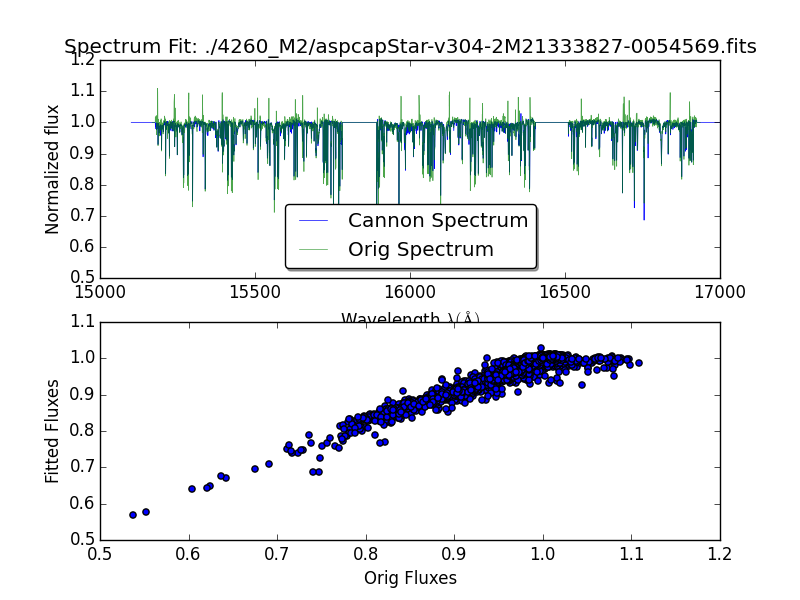 Spectrum Fit: ./4260_M2/aspcapStar-v304-2M21333827-0054569.fits
1.2
1.1
1.0
0.9
0.8
0.7
0.6
0.5
Normalized flux
Cannon Spectrum
Orig Spectrum
15000 15500 16000 16500 17000
Wavelength λ(Å)
1.1
1.0
0.9
0.8
0.7
0.6
0.5
Fitted Fluxes
0.5 0.6 0.7 0.8 0.9 1.0 1.1 1.2
Orig Fluxes